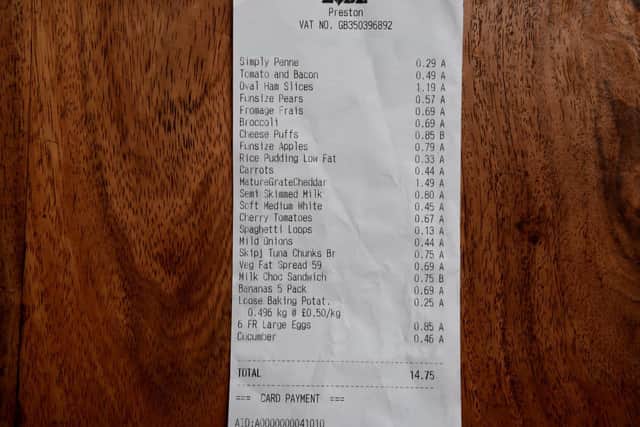 Preston
VAT NO. GB350396892
Simply Penne 0.29 A
Tomato and Bacon 0.49 A
Oval Ham Slices 1.19 A
Funsize Pears 0.57 A
Fromage Frais 0.69 A
Broccoli 0.69 A
Cheese Puffs 0.85 B
Funsize Apples 0.79 A
Rice Pudding Low Fat 0.33 A
Carrots 0.44 A
MatureGrateCheddar 1.49 A
Semi Skimmed Milk 0.80 A
Soft Medium White 0.45 A
Cherry Tomatoes 0.67 A
Spaghetti Loops 0.13 A
Mild Onions 0.44 A
Skipj Tuna Chunks Br 0.75 A
Veg Fat Spread 59 0.69 A
Milk Choc Sandwich 0.75 B
Bananas 5 Pack 0.69 A
Loose Baking Potat. 0.25 A
0.496 kg @ £0.50/kg
6 FR Large Eggs 0.85 A
Cucumber 0.46 A
TOTAL 14.75
=== CARD PAYMENT ===
AID:A0000000041010